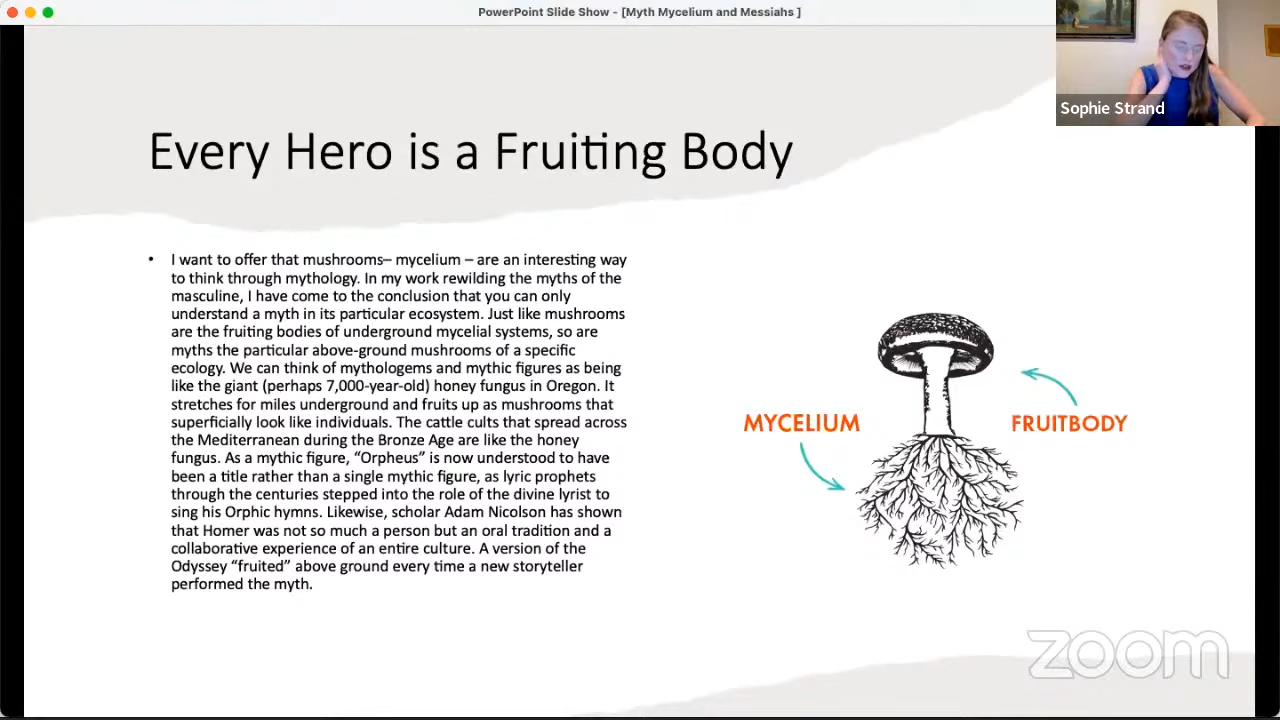 PowerPoint Slide Show - [Myth Mycelium and Messiahs ]
Sophie Strand
Every Hero is a Fruiting Body
• I want to offer that mushrooms– mycelium – are an interesting way
to think through mythology. In my work rewilding the myths of the
masculine, I have come to the conclusion that you can only
understand a myth in its particular ecosystem. Just like mushrooms
are the fruiting bodies of underground mycelial systems, so are
myths the particular above-ground mushrooms of a specific
ecology. We can think of mythologems and mythic figures as being
like the giant (perhaps 7,000-year-old) honey fungus in Oregon. It
stretches for miles underground and fruits up as mushrooms that
superficially look like individuals. The cattle cults that spread across
the Mediterranean during the Bronze Age are like the honey
fungus. As a mythic figure, “Orpheus” is now understood to have
been a title rather than a single mythic figure, as lyric prophets
through the centuries stepped into the role of the divine lyrist to
sing his Orphic hymns. Likewise, scholar Adam Nicolson has shown
that Homer was not so much a person but an oral tradition and a
collaborative experience of an entire culture. A version of the
Odyssey “fruited” above ground every time a new storyteller
performed the myth.
MYCELIUM
FRUITBODY
zoom